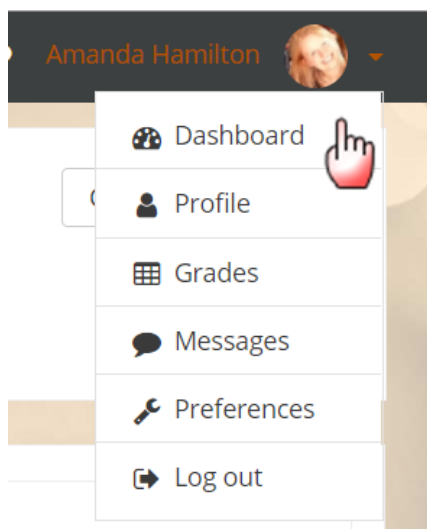 Amanda Hamilton
Dashboard
Profile
Grades
Messages
Preferences
Log out